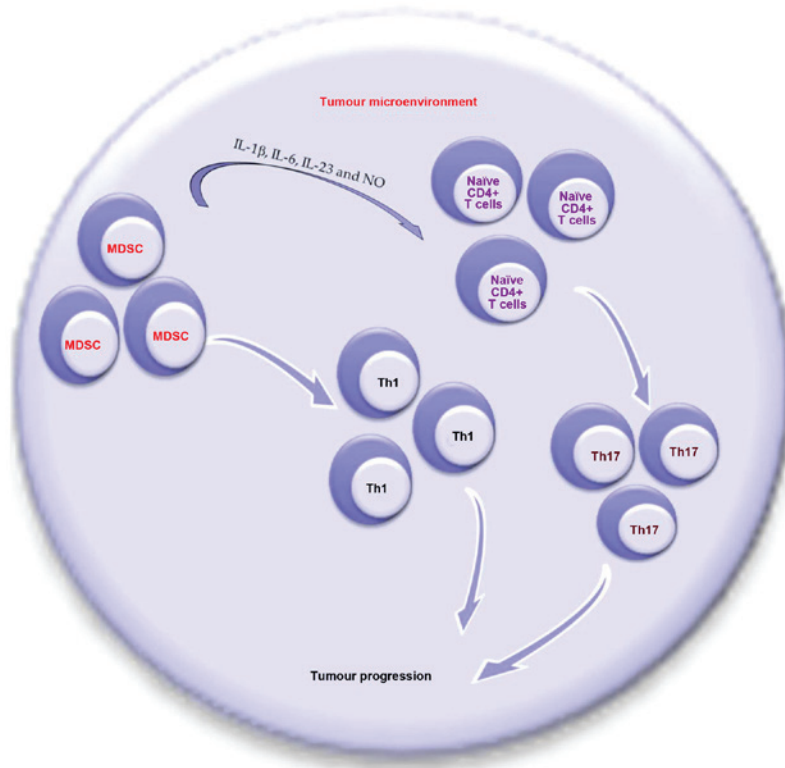 Tumour microenvironment
IL-1β, IL-6, IL-23 and NO
Naïve
CD4+
T cells
Naïve
CD4+
T cells
Naïve
CD4+
T cells
MDSC
MDSC
MDSC
Th1
Th1
Th1
Th17
Th17
Th17
Tumour progression